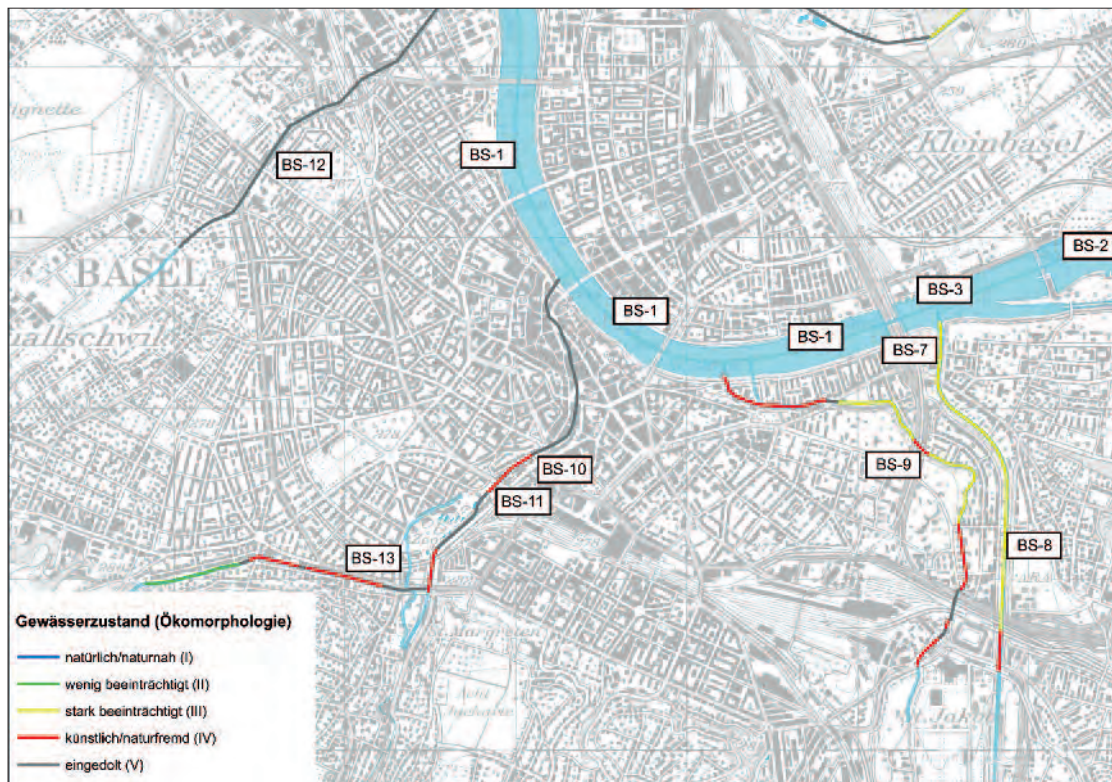 BS-12
BS-1
Kleinbasel
BS-2
BS-3
BASEL
BS-1
BS-1
BS-7
BS-10
BS-9
BS-11
BS-13
BS-8
Gewässerzustand (Ökomorphologie)
natürlich/naturnah (I)
wenig beeinträchtigt (II)
stark beeinträchtigt (III)
künstlich/naturfremd (IV)
eingedolt (V)